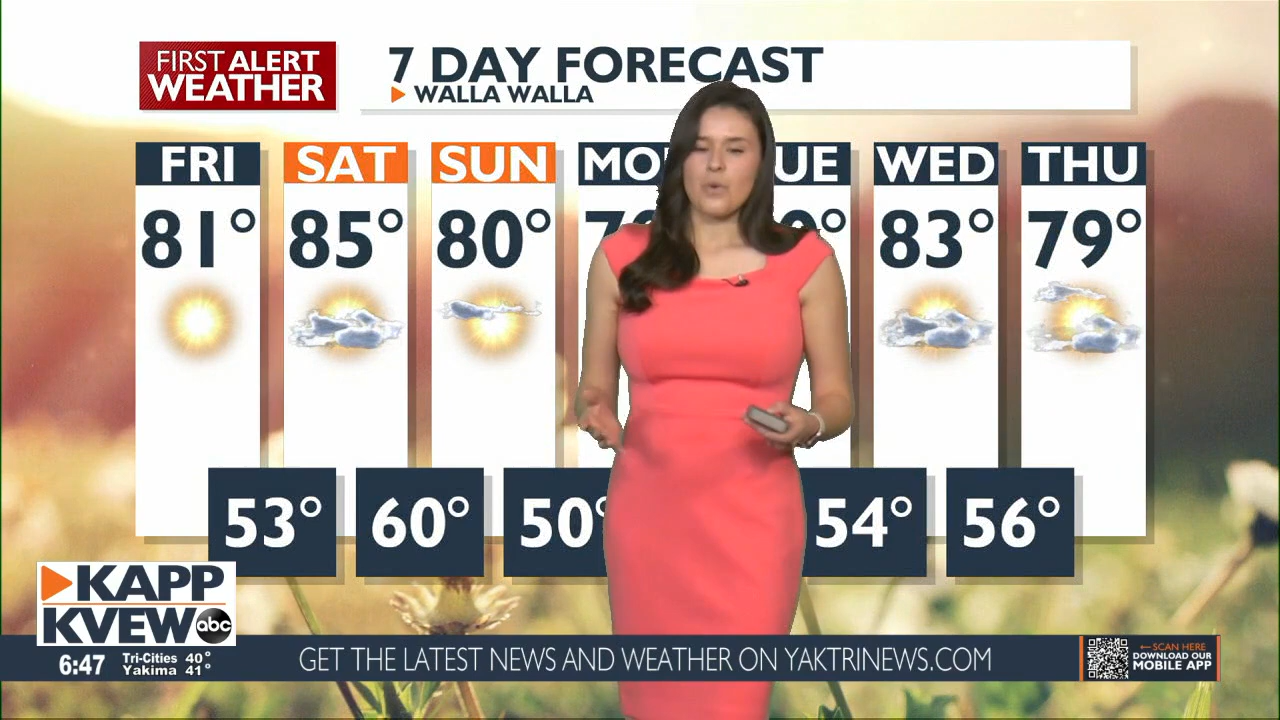 FIRST ALERT
WEATHER
7 DAY FORECAST
WALLA WALLA
FRI SAT SUN WED THU
81° 85° 80° 83° 79°
53° 60° 50° 54° 56°
KAPP
KVEW abc
6:47 Tri-Cities 40°
Yakima 41°
GET THE LATEST NEWS AND WEATHER ON YAKTRINEWS.COM
SCAN HERE
DOWNLOAD OUR
MOBILE APP